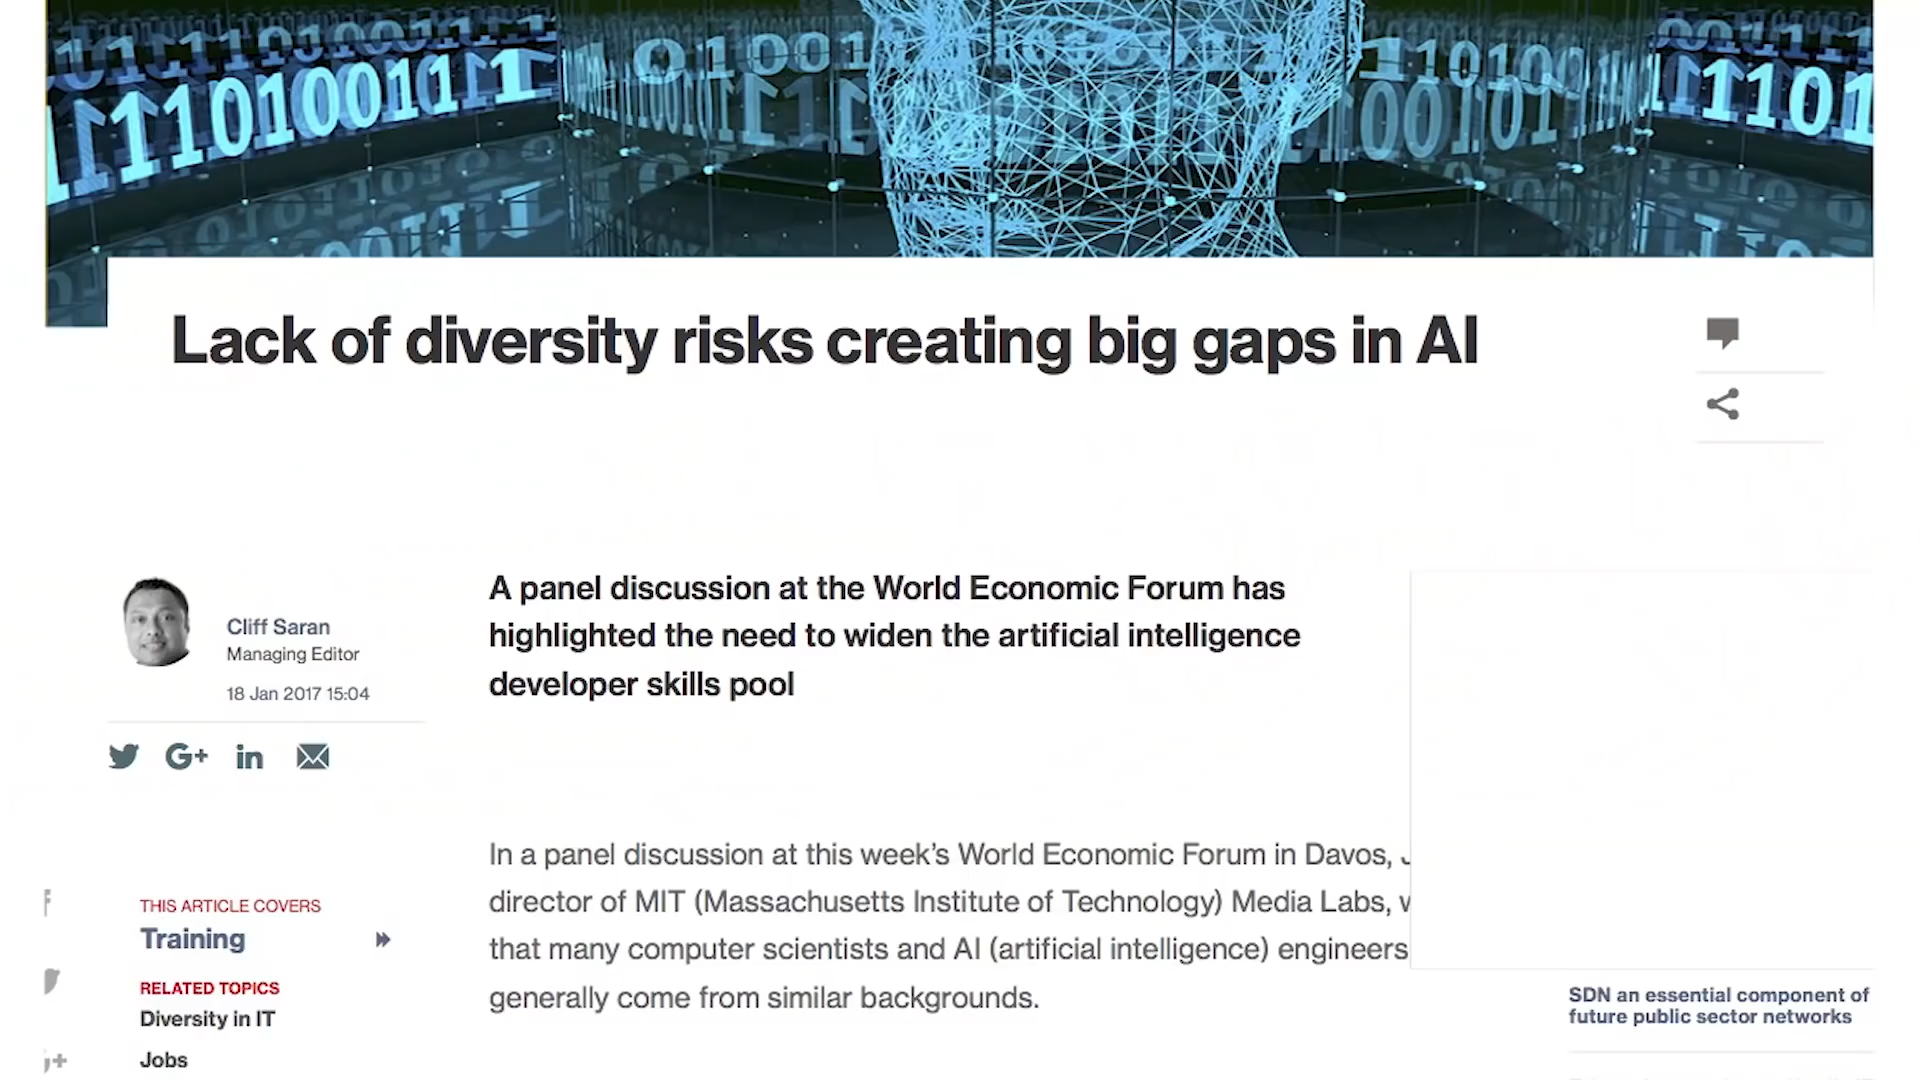 Lack of diversity risks creating big gaps in AI
Cliff Saran
Managing Editor
18 Jan 2017 15:04
G+ in
A panel discussion at the World Economic Forum has
highlighted the need to widen the artificial intelligence
developer skills pool
In a panel discussion at this week's World Economic Forum in Davos,
director of MIT (Massachusetts Institute of Technology) Media Labs,
that many computer scientists and AI (artificial intelligence) engineers
generally come from similar backgrounds.
THIS ARTICLE COVERS
Training
RELATED TOPICS
Diversity in IT
Jobs
SDN an essential component of
future public sector networks